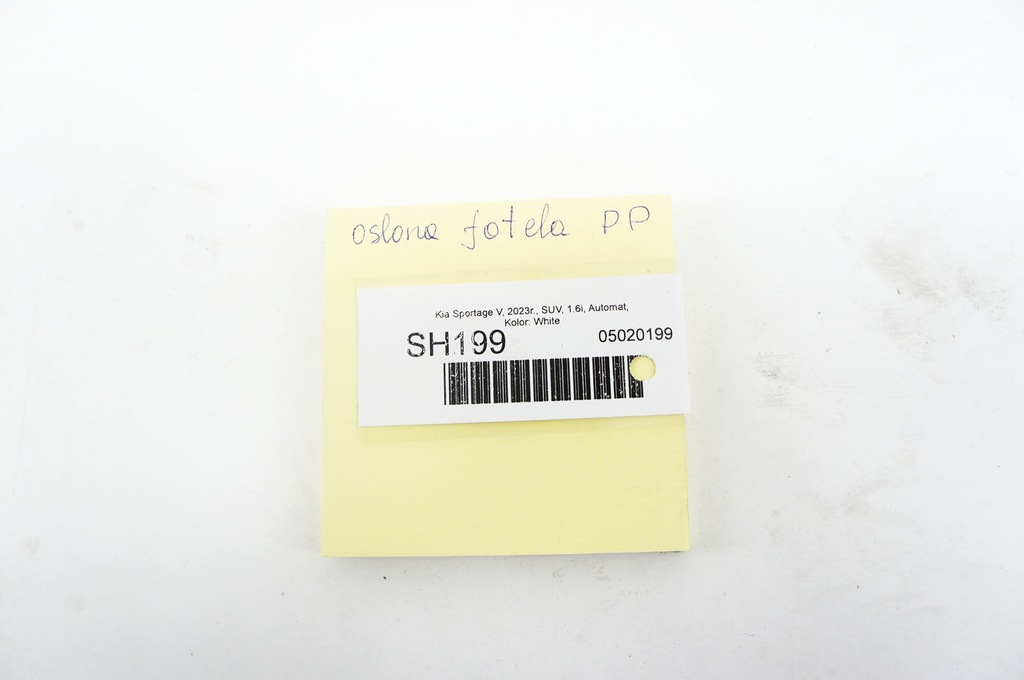 oslona fotela PP
Kia Sportage V, 2023r., SUV, 1.6i, Automat,
Kolor: White
SH199
05020199